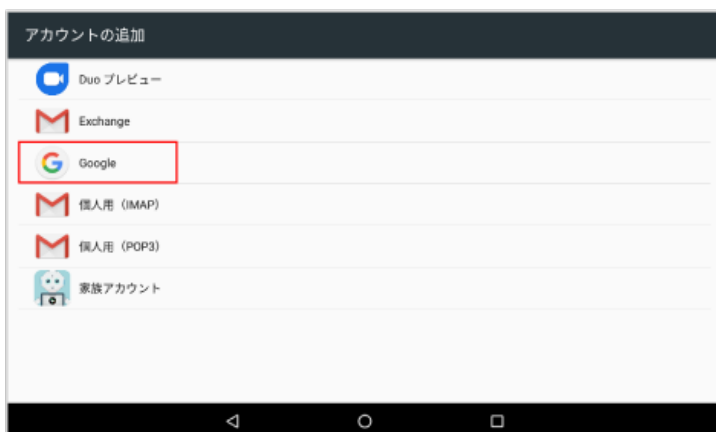 アカウントの追加
Duo プレビュー
Exchange
Google
個人用（IMAP）
個人用（POP3）
家族アカウント